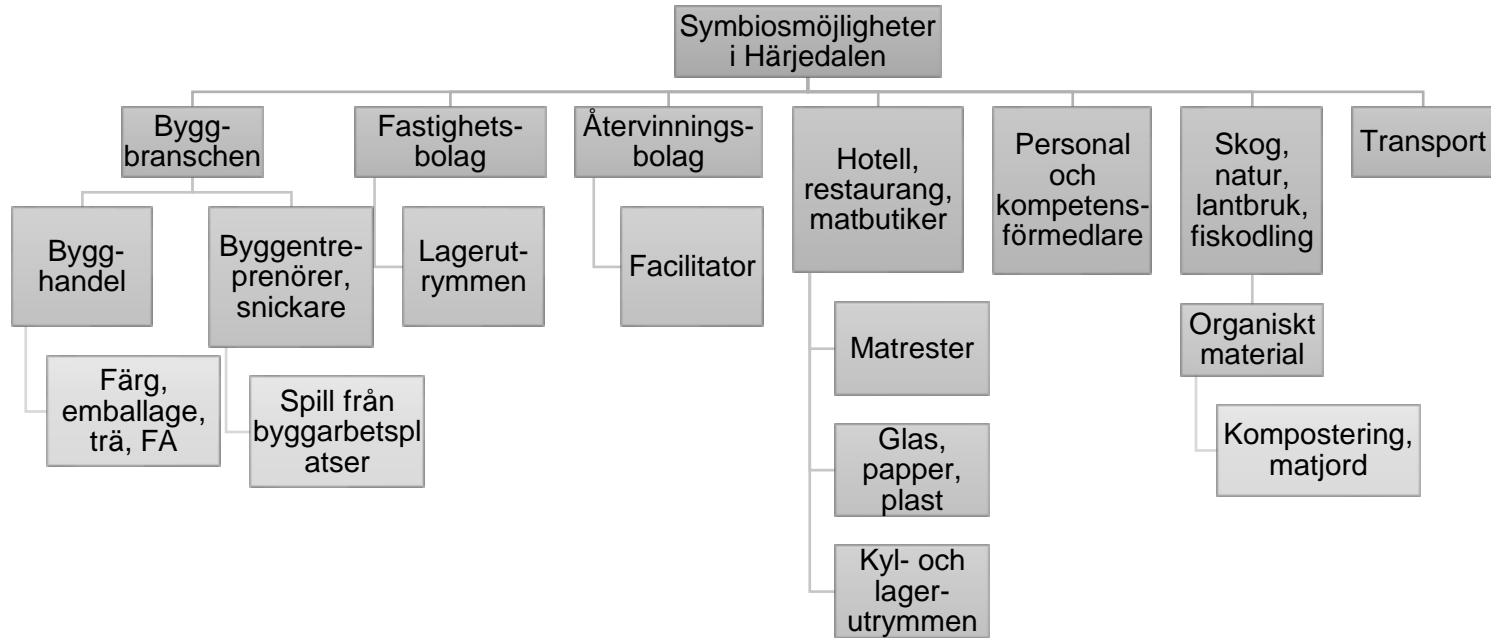 Symbiosmöjligheter
i Härjedalen
Bygg-
branschen
Fastighets-
bolag
Återvinnings-
bolag
Hotell,
restaurang,
matbutiker
Personal
och
kompetens-
förmedlare
Skog,
natur,
lantbruk,
fiskodling
Transport
Bygg-
handel
Byggentre-
prenörer,
snickare
Lagerut-
rymmen
Facilitator
Matrester
Organiskt
material
Färg,
emballage,
trä, FA
Spill från
byggarbetspl
atser
Glas,
papper,
plast
Kompostering,
matjord
Kyl- och
lager-
utrymmen